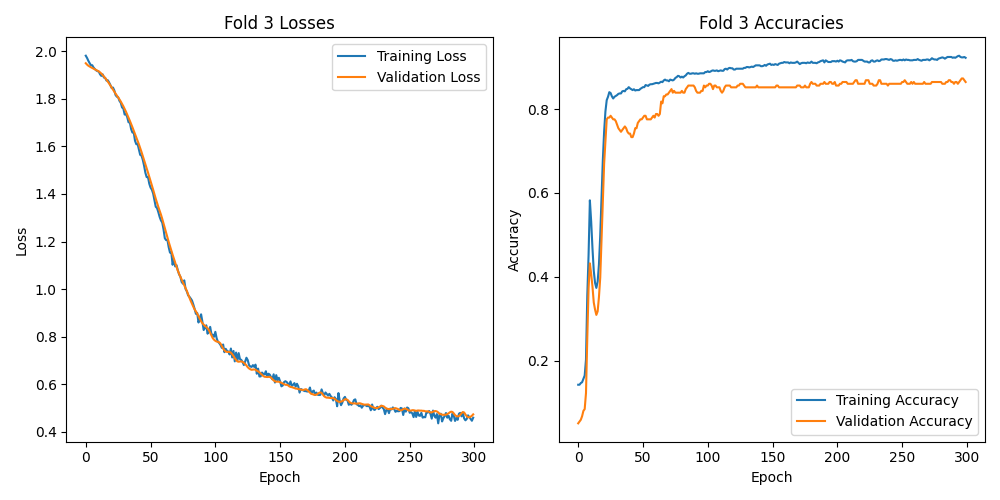 Fold 3 Losses
Training Loss
Validation Loss
2.0
1.8
1.6
1.4
1.2
1.0
0.8
0.6
0.4
Loss
0 50 100 150 200 250 300
Epoch
Fold 3 Accuracies
0.8
0.6
0.4
0.2
Accuracy
Training Accuracy
Validation Accuracy
0 50 100 150 200 250 300
Epoch